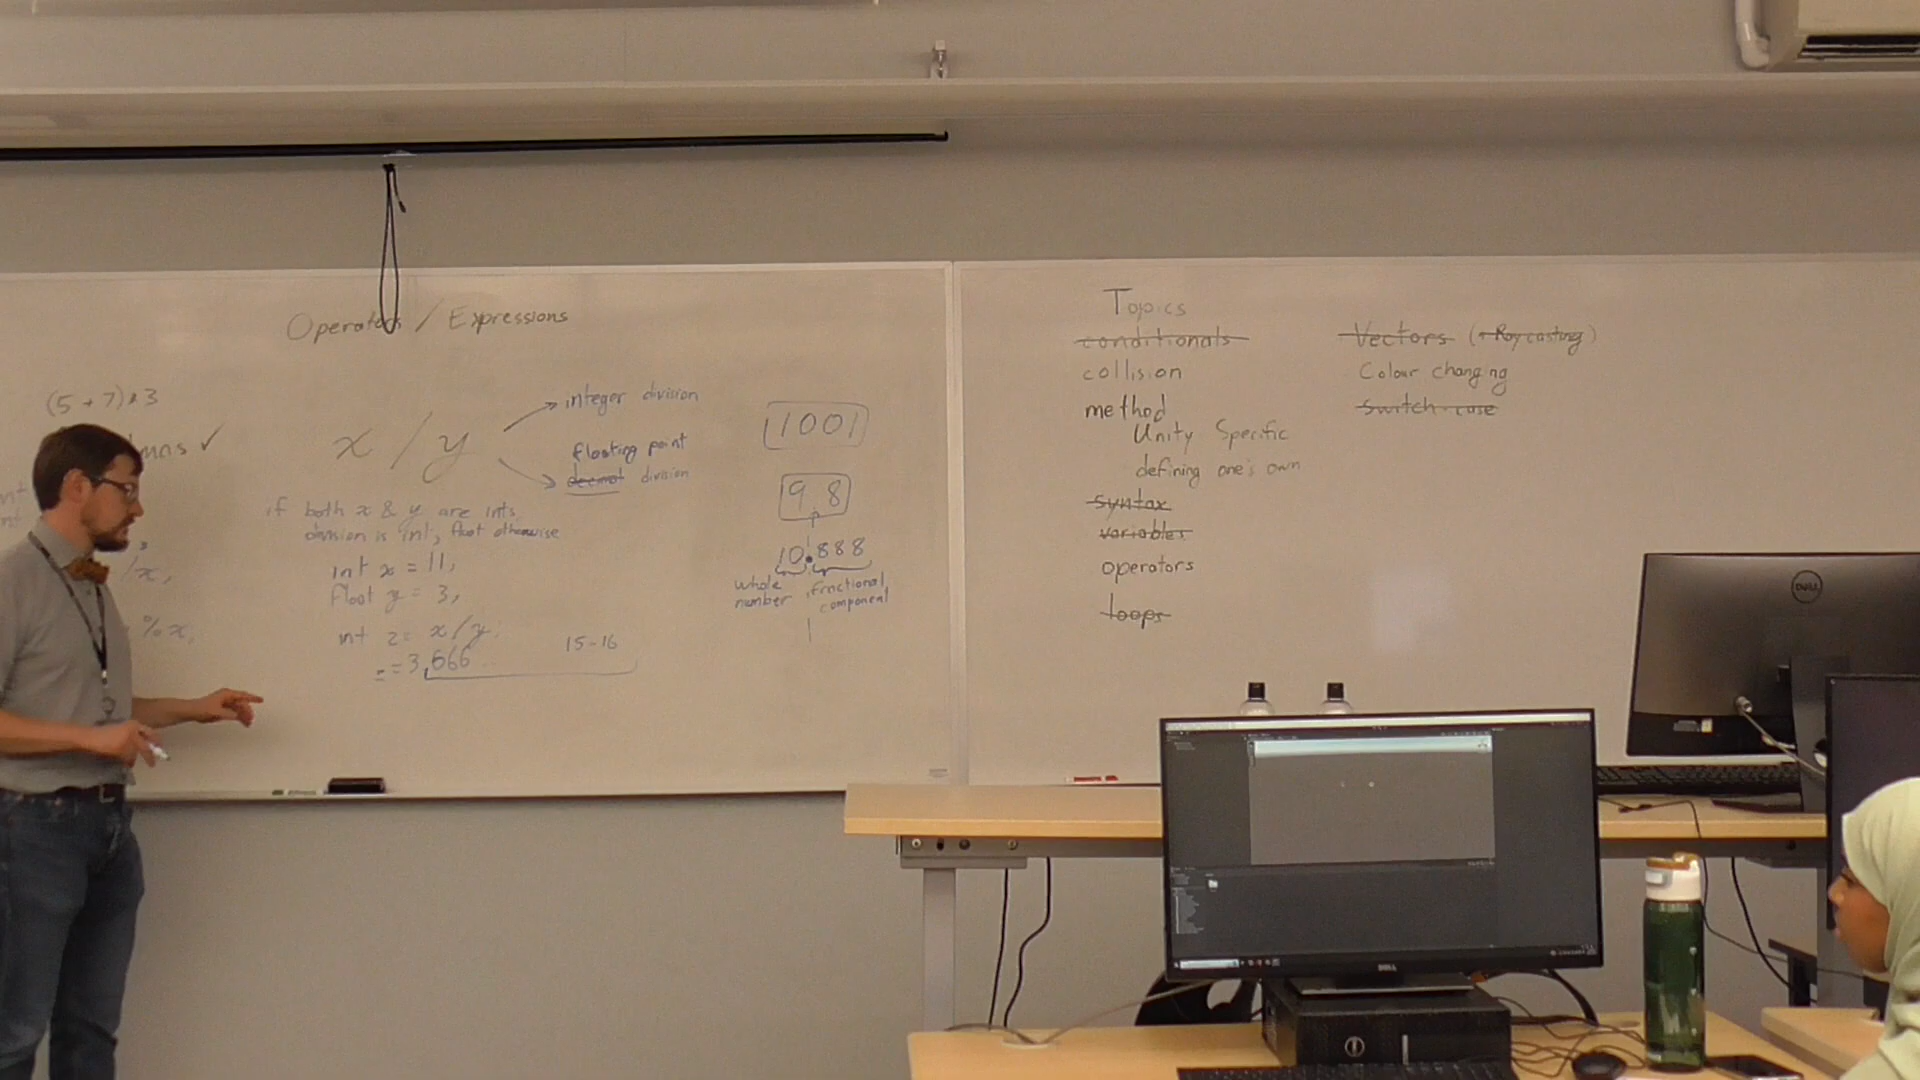 Operators / Expressions
(5 + 7) * 3
x / y
integer division
floating point
decimal division
if both x & y are ints,
division is int; float otherwise
int x = 11;
float y = 3;
int z = x/y;
= 3.666...
15-16
/x;
%x;
1001
9.8
10.888
whole
number
fractional
component
Topics
conditionals
collision
method
Unity Specific
defining one's own
syntax
variables
operators
loops
Vectors (+Raycasting)
Colour changing
switch-case
DELL
DELL